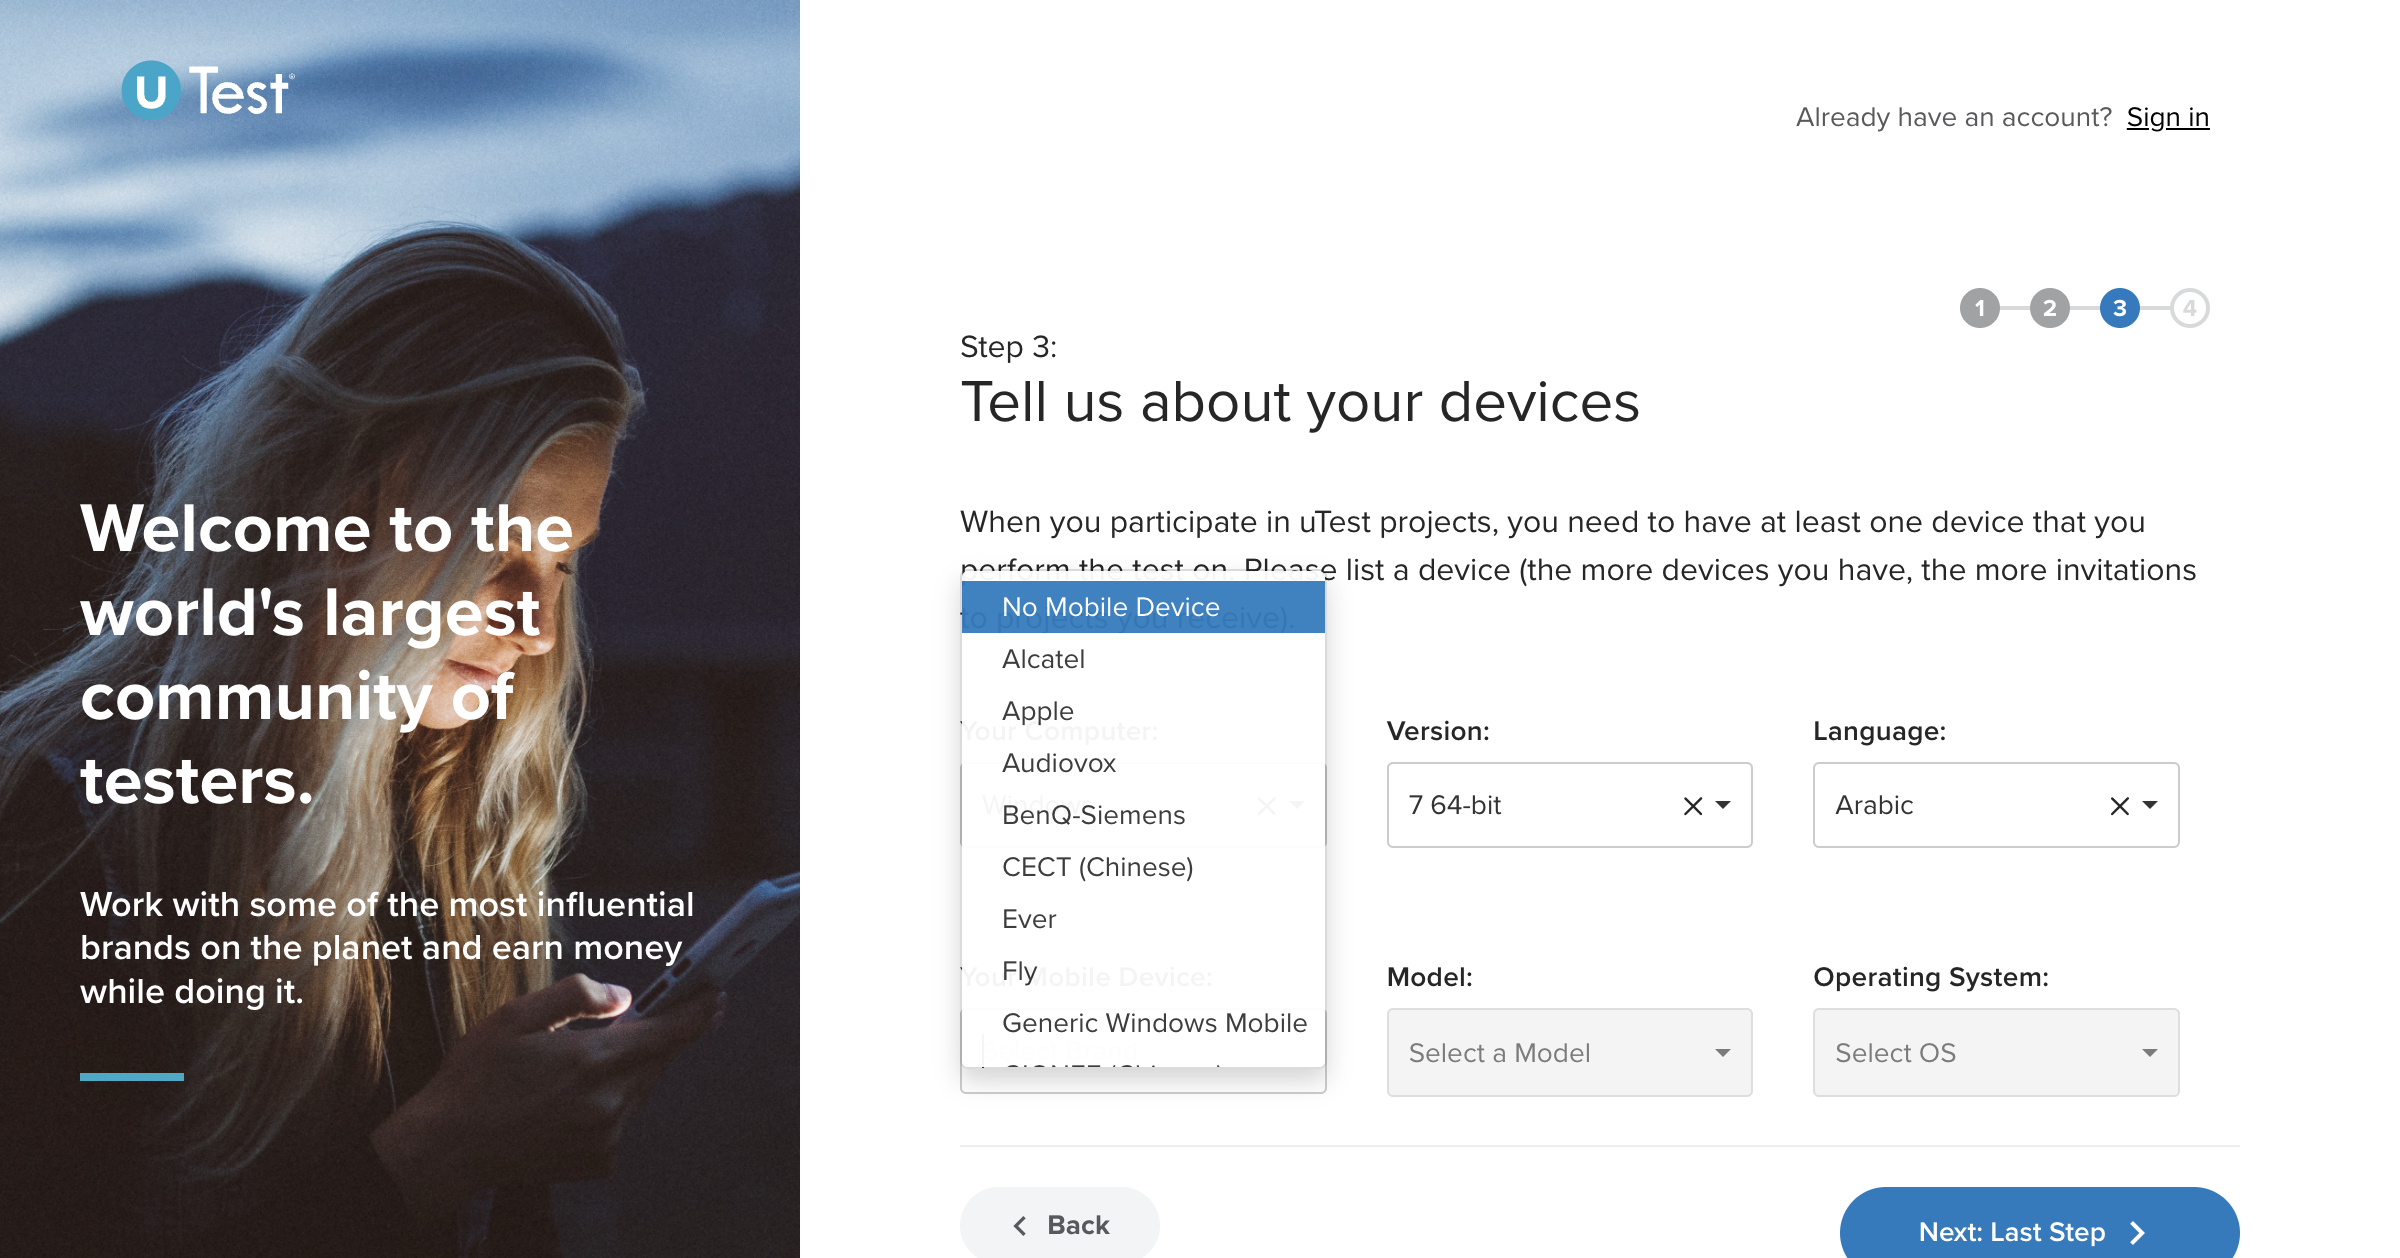 U Test
Already have an account? Sign in
1 2 3 4
Step 3:
Tell us about your devices
When you participate in uTest projects, you need to have at least one device that you
perform the test on. Please list a device (the more devices you have, the more invitations
to projects you receive).
No Mobile Device
Alcatel
Apple
Audiovox
BenQ-Siemens
CECT (Chinese)
Ever
Fly
Generic Windows Mobile
Your Computer:
Version:
7 64-bit
Language:
Arabic
Your Mobile Device:
Model:
Select a Model
Operating System:
Select OS
Back
Next: Last Step
Welcome to the
world's largest
community of
testers.
Work with some of the most influential
brands on the planet and earn money
while doing it.